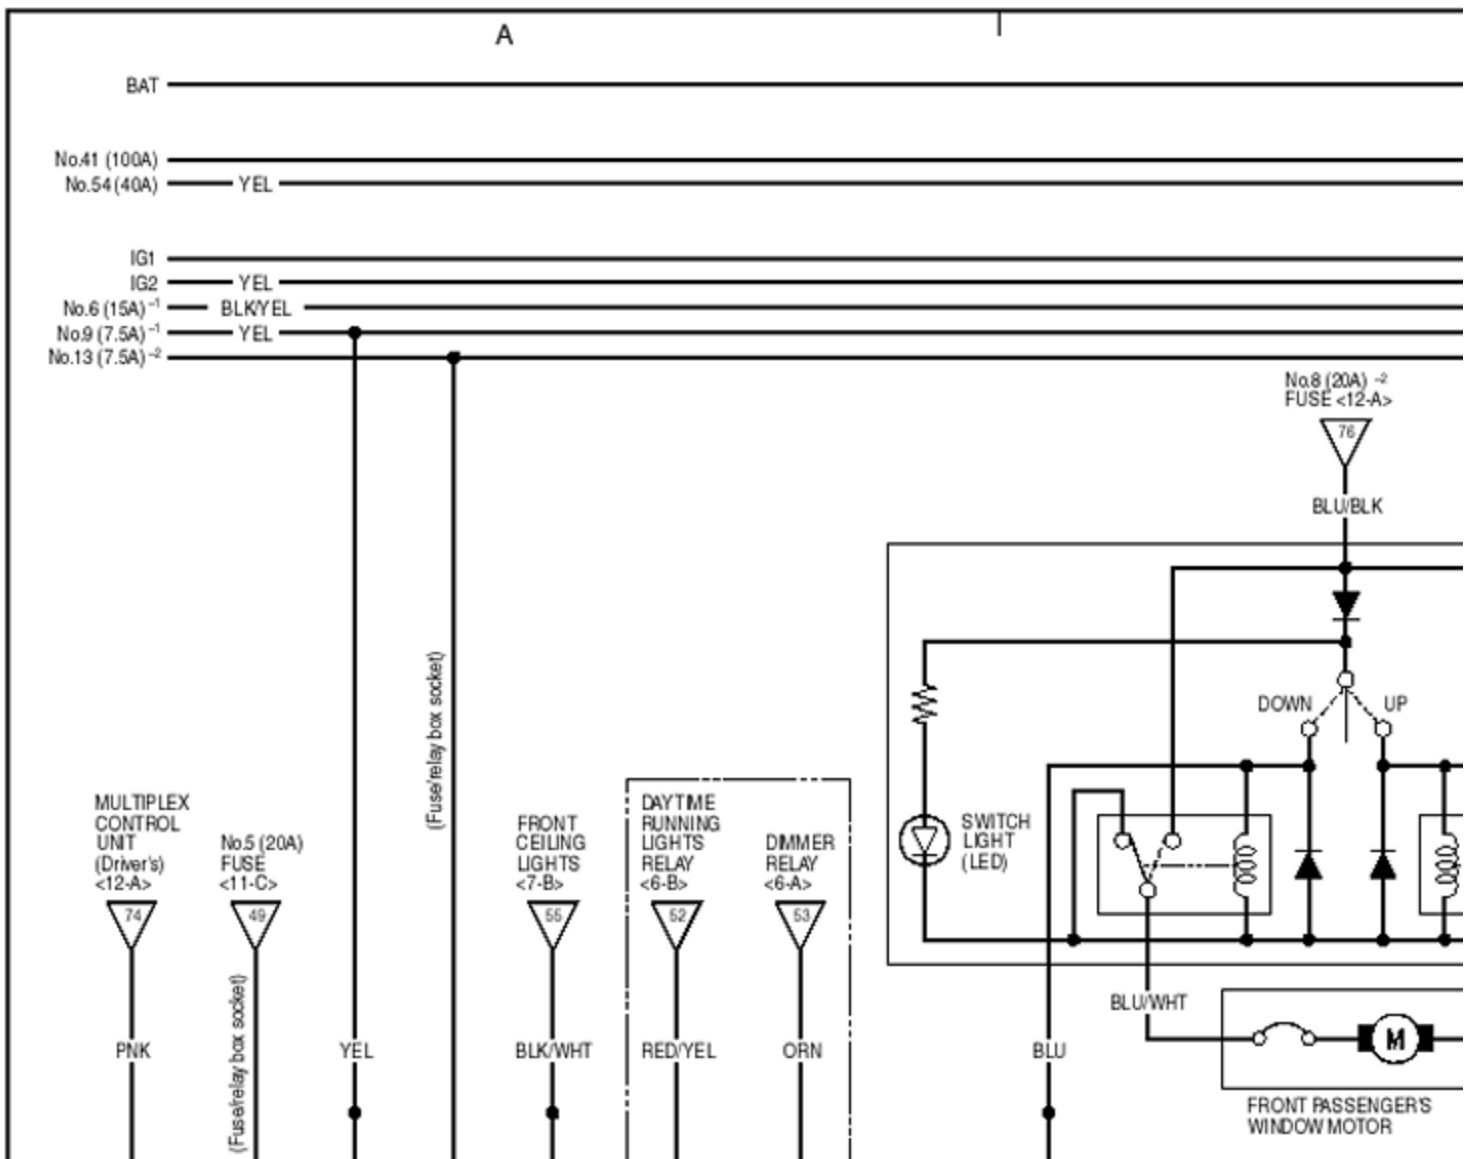 A
BAT
No.41 (100A)
No.54 (40A) YEL
IG1
IG2 YEL
No.6 (15A) -1 BLK/YEL
No.9 (7.5A) -1 YEL
No.13 (7.5A) -2
No.8 (20A) -2
FUSE <12-A>
76
BLU/BLK
DOWN
UP
(Fuse/relay box socket)
MULTIPLEX
CONTROL
UNIT
(Driver's)
<12-A>
74
PNK
No.5 (20A)
FUSE
<11-C>
49
(Fuse/relay box socket)
YEL
FRONT
CEILING
LIGHTS
<7-B>
55
BLK/WHT
DAYTIME
RUNNING
LIGHTS
RELAY
<6-B>
52
RED/YEL
DIMMER
RELAY
<6-A>
53
ORN
SWITCH
LIGHT
(LED)
BLU
BLU/WHT
M
FRONT PASSENGER'S
WINDOW MOTOR